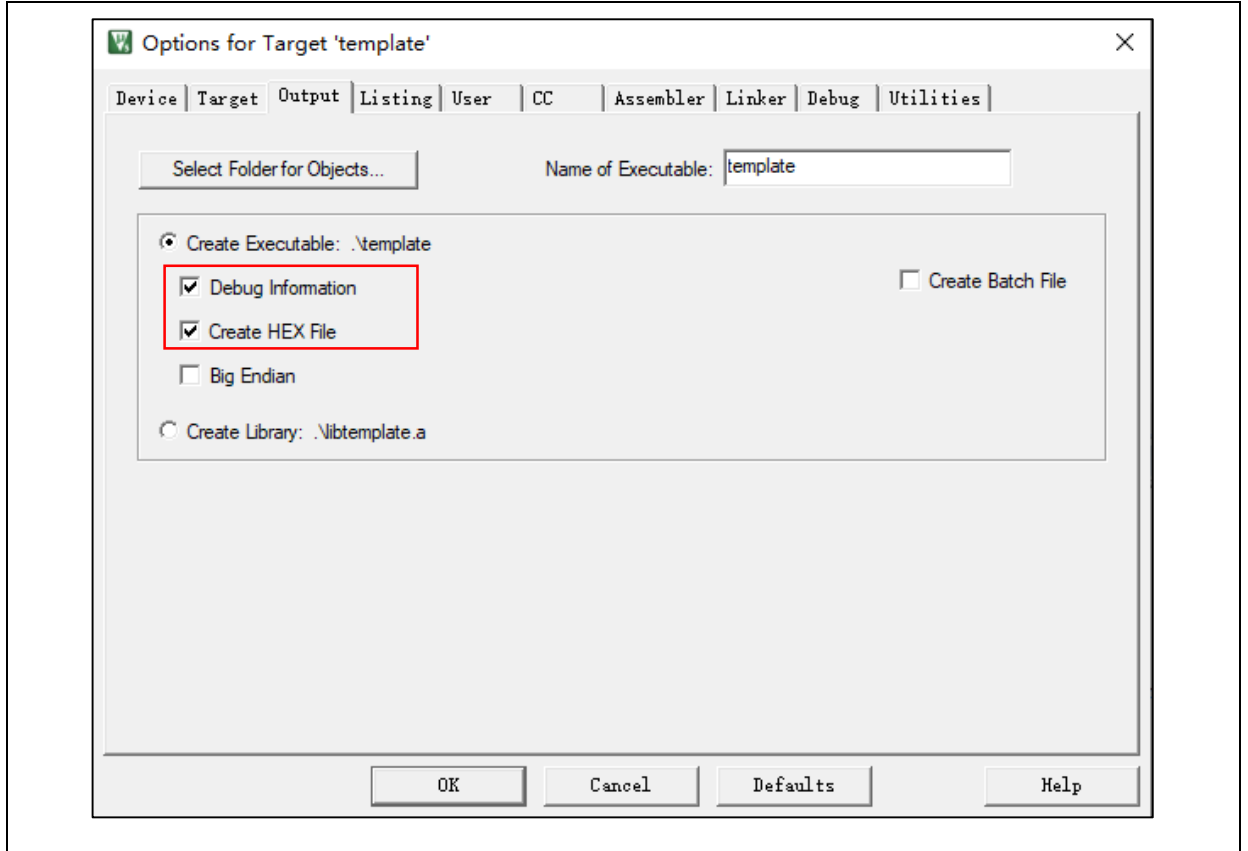 Options for Target 'template'
Device Target Output Listing User CC Assembler Linker Debug Utilities
Select Folder for Objects... Name of Executable: template
Create Executable: .\template
Debug Information Create Batch File
Create HEX File
Big Endian
Create Library: .\libtemplate.a
OK Cancel Defaults Help